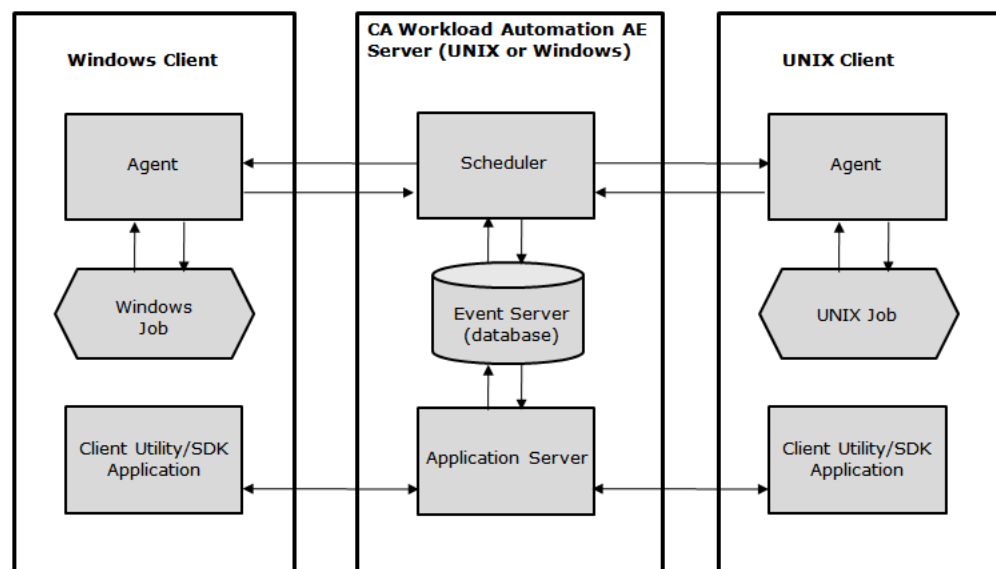 Windows Client
Agent
Windows
Job
Client Utility/SDK
Application
CA Workload Automation AE
Server (UNIX or Windows)
Scheduler
Event Server
(database)
Application Server
UNIX Client
Agent
UNIX Job
Client Utility/SDK
Application